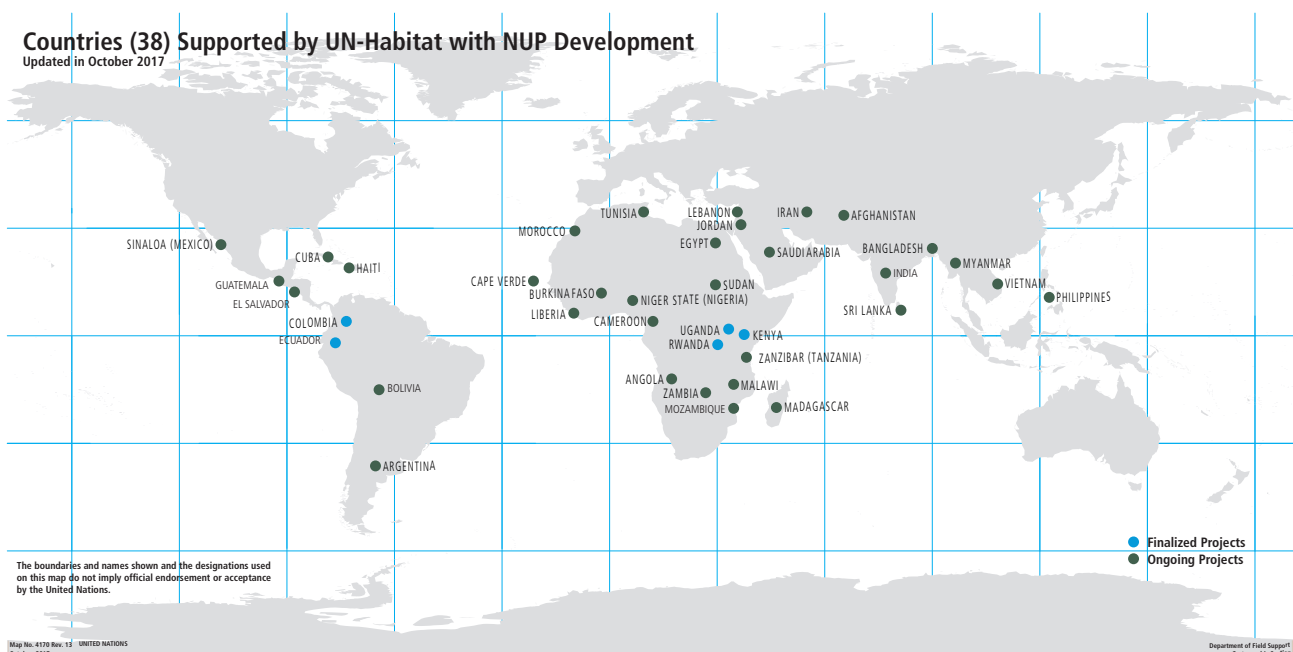 Countries (38) Supported by UN-Habitat with NUP Development
Updated in October 2017
TUNISIA
LEBANON
IRAN
AFGHANISTAN
JORDAN
MOROCCO
EGYPT
SINALOA (MEXICO)
SAUDI ARABIA
BANGLADESH
CUBA
HAITI
MYANMAR
INDIA
GUATEMALA
CAPE VERDE
SUDAN
VIETNAM
BURKINA FASO
NIGER STATE (NIGERIA)
PHILIPPINES
EL SALVADOR
LIBERIA
SRI LANKA
COLOMBIA
CAMEROON
UGANDA
KENYA
ECUADOR
RWANDA
ZANZIBAR (TANZANIA)
ANGOLA
MALAWI
BOLIVIA
ZAMBIA
MOZAMBIQUE
MADAGASCAR
ARGENTINA
Finalized Projects
Ongoing Projects
The boundaries and names shown and the designations used
on this map do not imply official endorsement or acceptance
by the United Nations.
Map No. 4170 Rev. 13 UNITED NATIONS
Department of Field Support